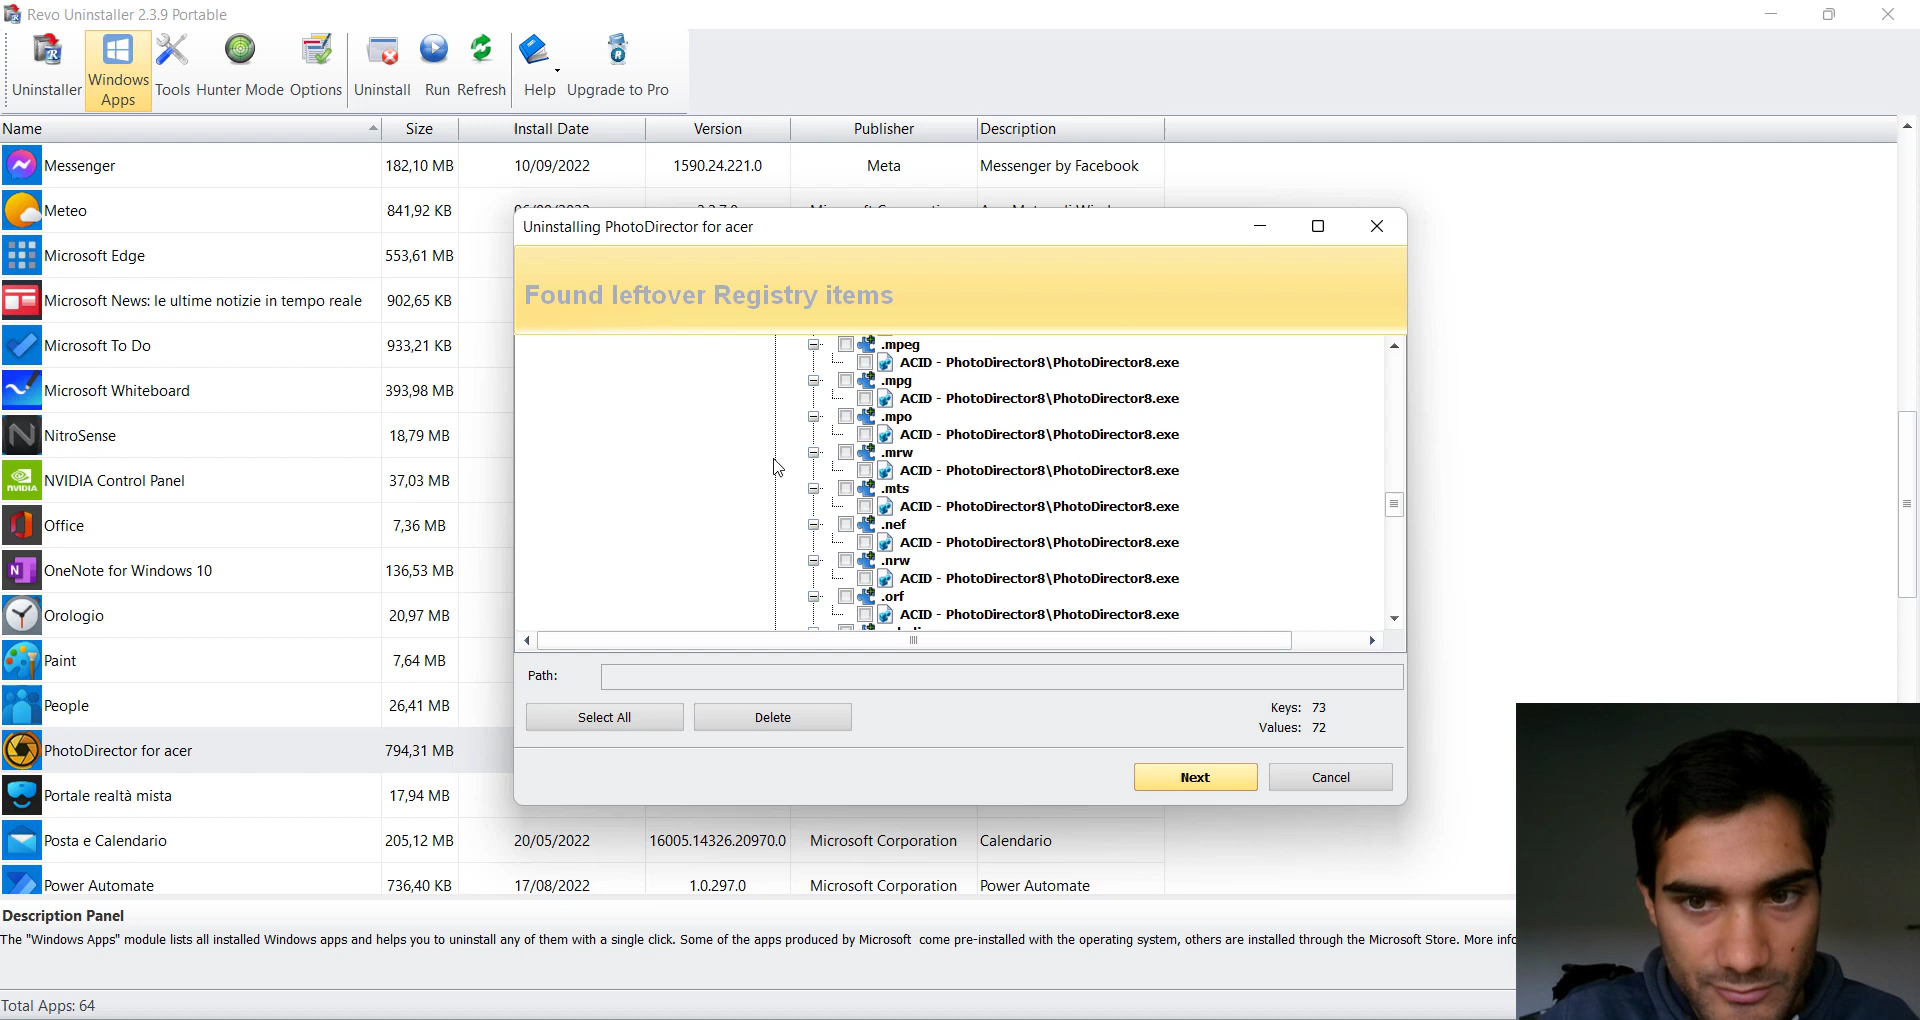 Revo Uninstaller 2.3.9 Portable
Uninstaller
Windows Apps
Tools
Hunter Mode
Options
Uninstall
Run
Refresh
Help
Upgrade to Pro
Name Size Install Date Version Publisher Description
Messenger 182,10 MB 10/09/2022 1590.24.221.0 Meta Messenger by Facebook
Meteo 841,92 KB
Microsoft Edge 553,61 MB
Microsoft News: le ultime notizie in tempo reale 902,65 KB
Microsoft To Do 933,21 KB
Microsoft Whiteboard 393,98 MB
NitroSense 18,79 MB
NVIDIA Control Panel 37,03 MB
Office 7,36 MB
OneNote for Windows 10 136,53 MB
Orologio 20,97 MB
Paint 7,64 MB
People 26,41 MB
PhotoDirector for acer 794,31 MB
Portale realtà mista 17,94 MB
Posta e Calendario 205,12 MB 20/05/2022 16005.14326.20970.0 Microsoft Corporation Calendario
Power Automate 736,40 KB 17/08/2022 1.0.297.0 Microsoft Corporation Power Automate
Uninstalling PhotoDirector for acer
Found leftover Registry items
.mpeg
ACID - PhotoDirector8\PhotoDirector8.exe
.mpg
ACID - PhotoDirector8\PhotoDirector8.exe
.mpo
ACID - PhotoDirector8\PhotoDirector8.exe
.mrw
ACID - PhotoDirector8\PhotoDirector8.exe
.mts
ACID - PhotoDirector8\PhotoDirector8.exe
.nef
ACID - PhotoDirector8\PhotoDirector8.exe
.nrw
ACID - PhotoDirector8\PhotoDirector8.exe
.orf
ACID - PhotoDirector8\PhotoDirector8.exe
Path:
Select All
Delete
Keys: 73
Values: 72
Next
Cancel
Description Panel
The "Windows Apps" module lists all installed Windows apps and helps you to uninstall any of them with a single click. Some of the apps produced by Microsoft come pre-installed with the operating system, others are installed through the Microsoft Store. More info
Total Apps: 64